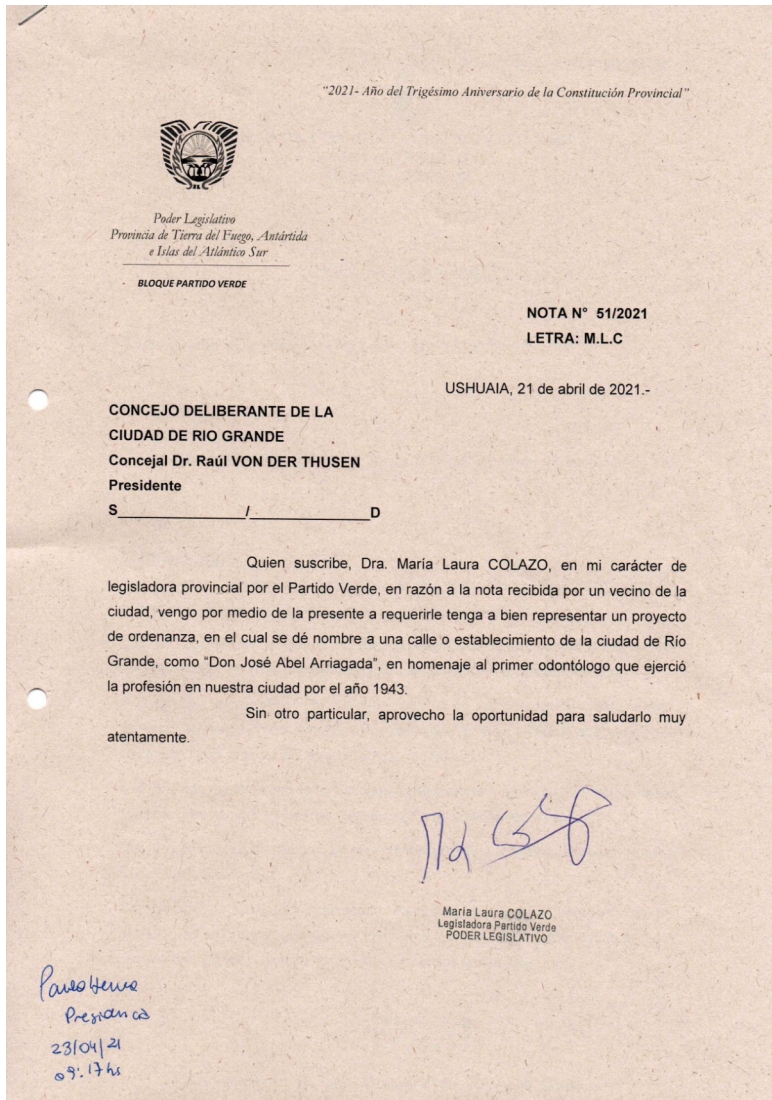 "2021- Año del Trigésimo Aniversario de la Constitución Provincial"
Poder Legislativo
Provincia de Tierra del Fuego, Antártida
e Islas del Atlántico Sur
BLOQUE PARTIDO VERDE
NOTA N° 51/2021
LETRA: M.L.C
USHUAIA, 21 de abril de 2021.-
CONCEJO DELIBERANTE DE LA
CIUDAD DE RIO GRANDE
Concejal Dr. Raúl VON DER THUSEN
Presidente
S________________/_______________D
Quien suscribe, Dra. María Laura COLAZO, en mi carácter de
legisladora provincial por el Partido Verde, en razón a la nota recibida por un vecino de la
ciudad, vengo por medio de la presente a requerirle tenga a bien representar un proyecto
de ordenanza, en el cual se dé nombre a una calle o establecimiento de la ciudad de Río
Grande, como “Don José Abel Arriagada”, en homenaje al primer odontólogo que ejerció
la profesión en nuestra ciudad por el año 1943.
Sin otro particular, aprovecho la oportunidad para saludarlo muy
atentamente.
María Laura COLAZO
Legisladora Partido Verde
PODER LEGISLATIVO
Presidencia
23/04/21
09:17 hs